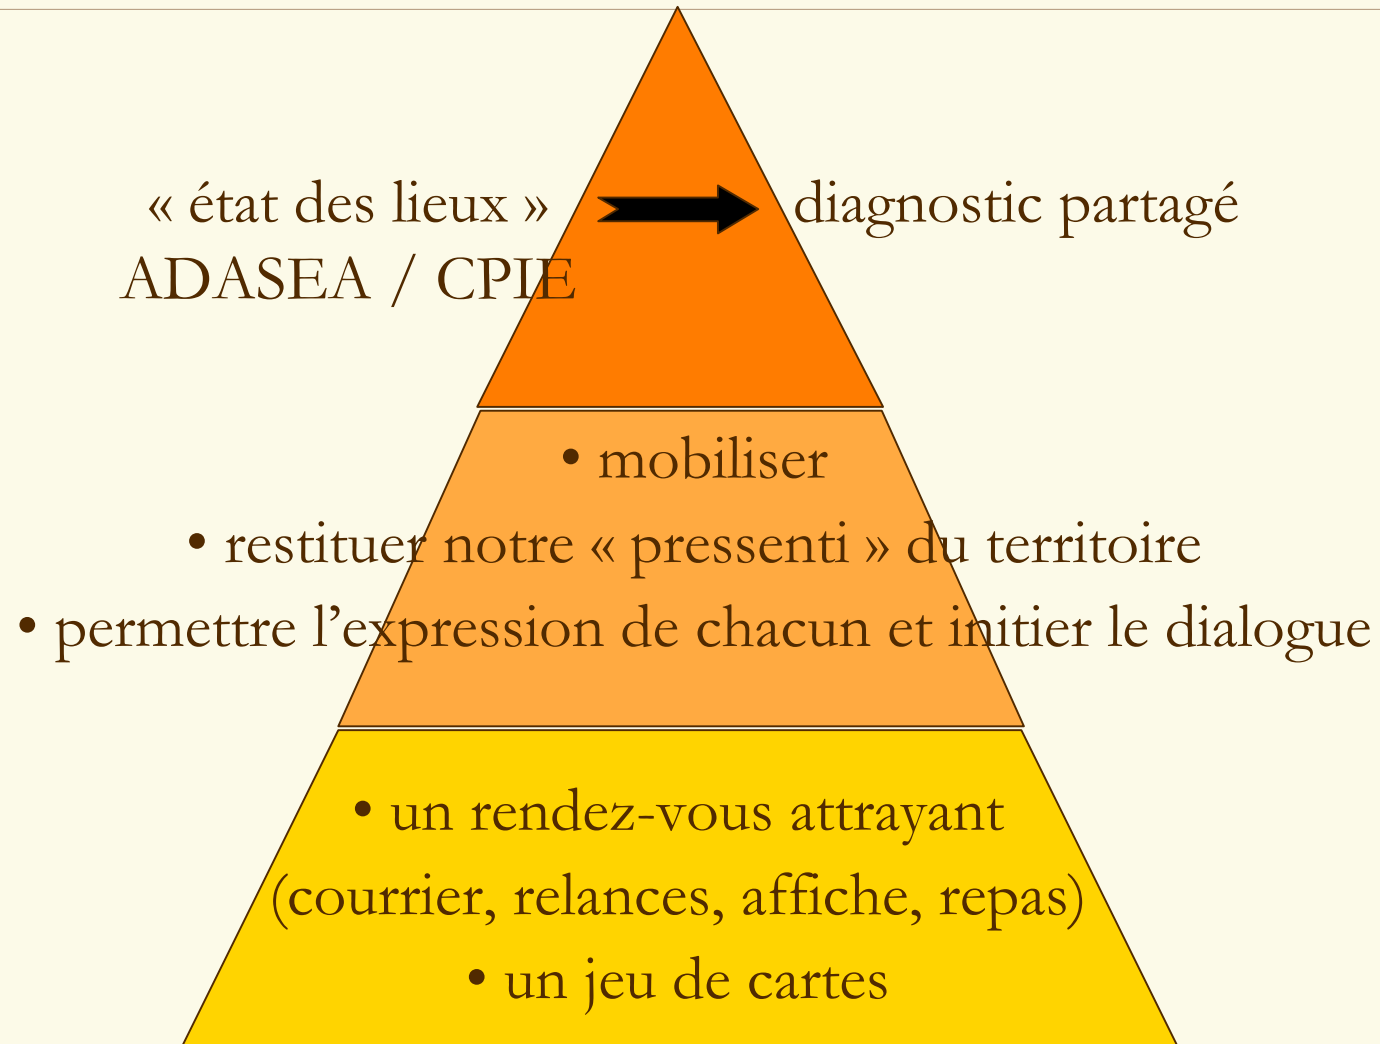 « état des lieux » diagnostic partagé
ADASEA / CPIE
• mobiliser
• restituer notre « pressenti » du territoire
• permettre l’expression de chacun et initier le dialogue
• un rendez-vous attrayant
(courrier, relances, affiche, repas)
• un jeu de cartes